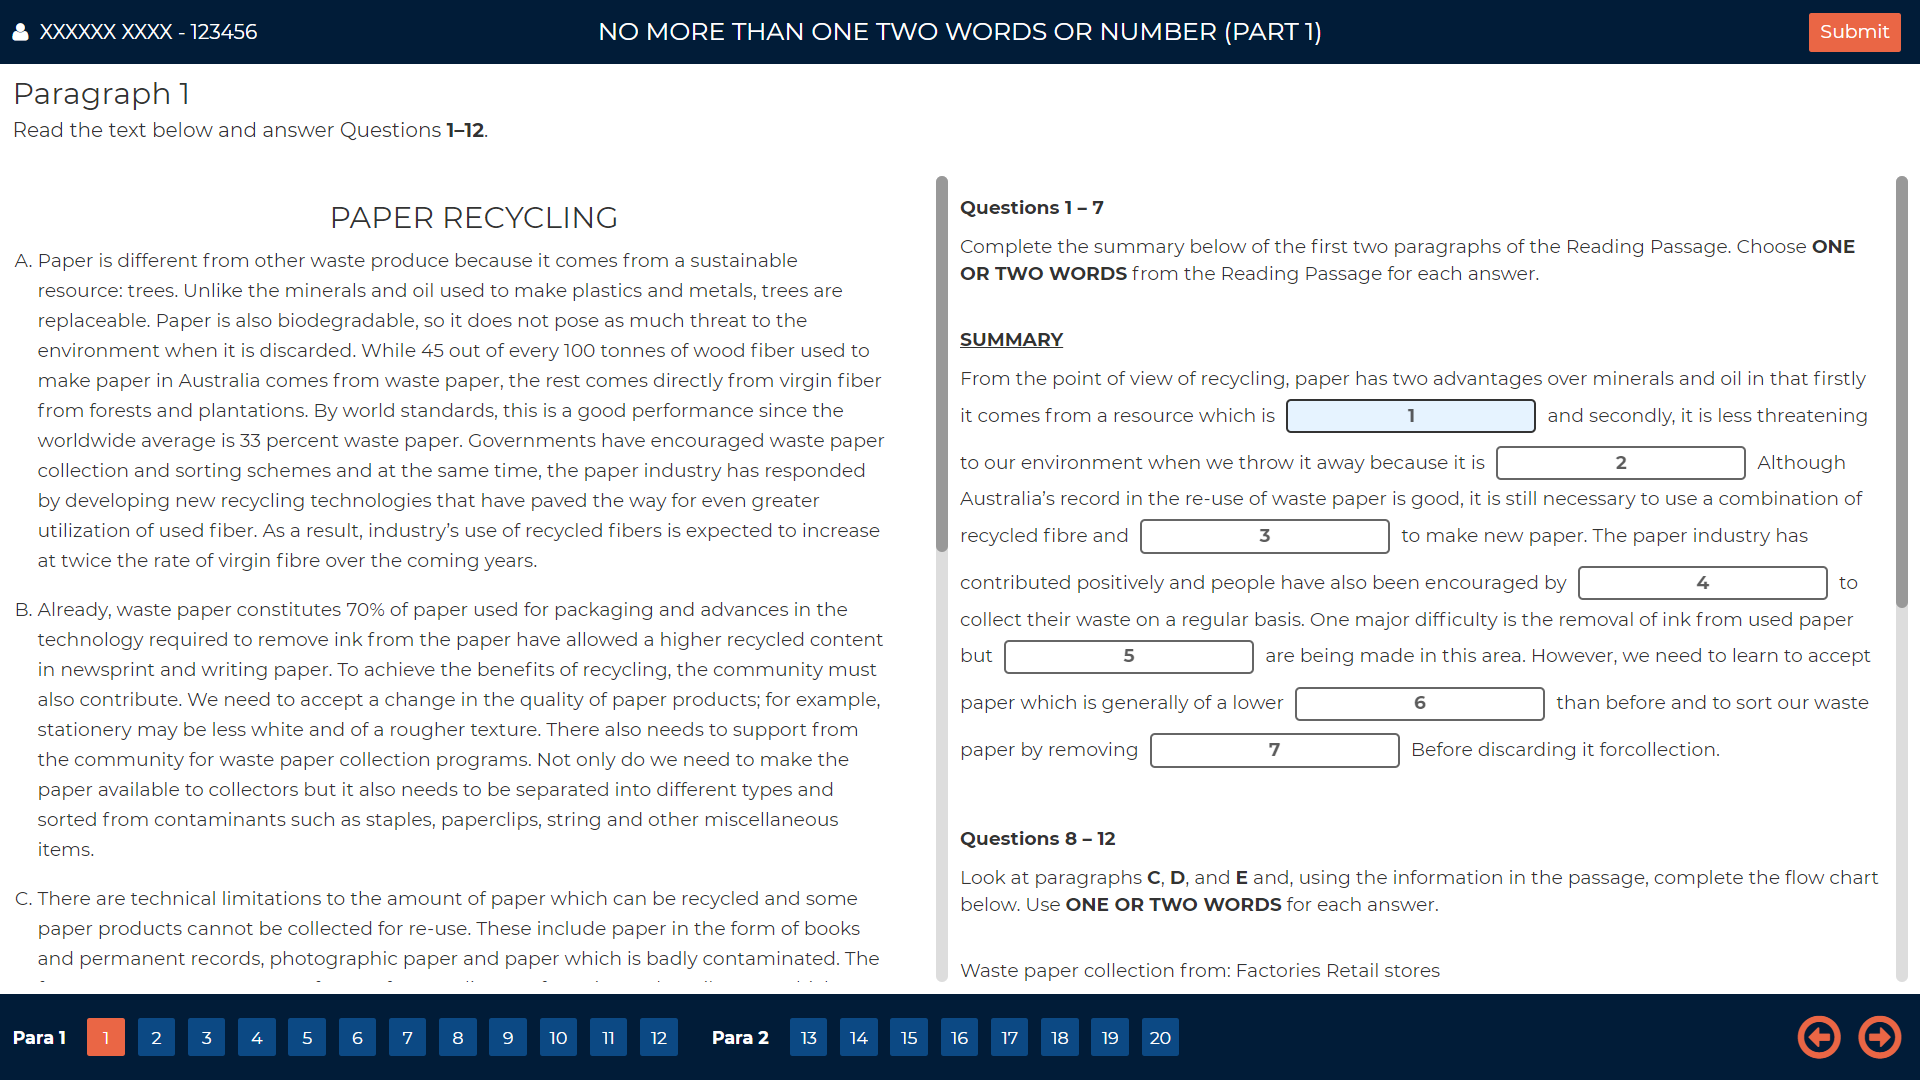 XXXXXX XXXX - 123456
NO MORE THAN ONE TWO WORDS OR NUMBER (PART 1)
Submit
Paragraph 1
Read the text below and answer Questions 1–12.
PAPER RECYCLING
A. Paper is different from other waste produce because it comes from a sustainable
resource: trees. Unlike the minerals and oil used to make plastics and metals, trees are
replaceable. Paper is also biodegradable, so it does not pose as much threat to the
environment when it is discarded. While 45 out of every 100 tonnes of wood fiber used to
make paper in Australia comes from waste paper, the rest comes directly from virgin fiber
from forests and plantations. By world standards, this is a good performance since the
worldwide average is 33 percent waste paper. Governments have encouraged waste paper
collection and sorting schemes and at the same time, the paper industry has responded
by developing new recycling technologies that have paved the way for even greater
utilization of used fiber. As a result, industry’s use of recycled fibers is expected to increase
at twice the rate of virgin fibre over the coming years.
B. Already, waste paper constitutes 70% of paper used for packaging and advances in the
technology required to remove ink from the paper have allowed a higher recycled content
in newsprint and writing paper. To achieve the benefits of recycling, the community must
also contribute. We need to accept a change in the quality of paper products; for example,
stationery may be less white and of a rougher texture. There also needs to support from
the community for waste paper collection programs. Not only do we need to make the
paper available to collectors but it also needs to be separated into different types and
sorted from contaminants such as staples, paperclips, string and other miscellaneous
items.
C. There are technical limitations to the amount of paper which can be recycled and some
paper products cannot be collected for re-use. These include paper in the form of books
and permanent records, photographic paper and paper which is badly contaminated. The
Questions 1 – 7
Complete the summary below of the first two paragraphs of the Reading Passage. Choose ONE
OR TWO WORDS from the Reading Passage for each answer.
SUMMARY
From the point of view of recycling, paper has two advantages over minerals and oil in that firstly
it comes from a resource which is 1 and secondly, it is less threatening
to our environment when we throw it away because it is 2 Although
Australia’s record in the re-use of waste paper is good, it is still necessary to use a combination of
recycled fibre and 3 to make new paper. The paper industry has
contributed positively and people have also been encouraged by 4 to
collect their waste on a regular basis. One major difficulty is the removal of ink from used paper
but 5 are being made in this area. However, we need to learn to accept
paper which is generally of a lower 6 than before and to sort our waste
paper by removing 7 Before discarding it forcollection.
Questions 8 – 12
Look at paragraphs C, D, and E and, using the information in the passage, complete the flow chart
below. Use ONE OR TWO WORDS for each answer.
Waste paper collection from: Factories Retail stores
Para 1 1 2 3 4 5 6 7 8 9 10 11 12 Para 2 13 14 15 16 17 18 19 20